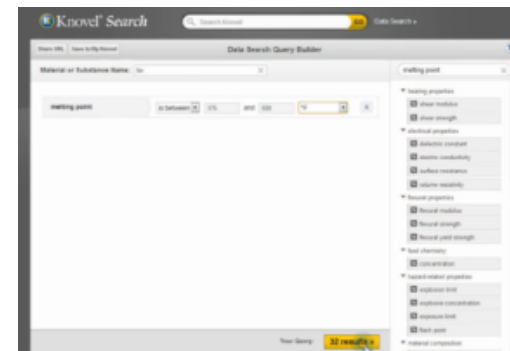 Knovel Search
Search Knovel
GO
Data Search
Share URL
Save to My Knovel
Data Search Query Builder
Material or Substance Name:
melting point
melting point
is between
and
°F
bearing properties
shear modulus
shear strength
electrical properties
dielectric constant
electric conductivity
surface resistance
volume resistivity
flexural properties
flexural modulus
flexural strength
flexural yield strength
food chemistry
concentration
hazard-related properties
explosion limit
explosive concentration
exposure limit
flash point
material composition
Your Query:
32 results »